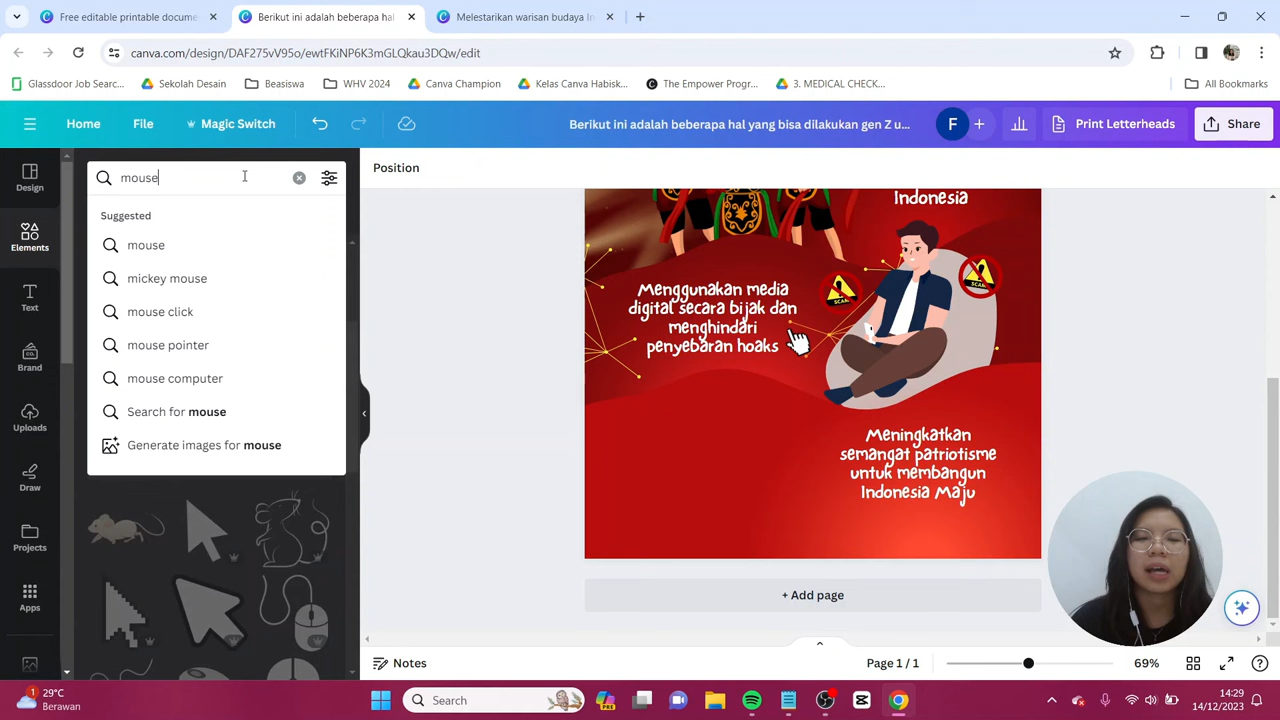 Free editable printable docume
Berikut ini adalah beberapa hal
Melestarikan warisan budaya In
canva.com/design/DAF275vV95o/ewtFKiNP6K3mGLQkau3DQw/edit
Glassdoor Job Searc...
Sekolah Desain
Beasiswa
WHV 2024
Canva Champion
Kelas Canva Habiskk...
The Empower Progr...
3. MEDICAL CHECK...
All Bookmarks
Home
File
Magic Switch
Berikut ini adalah beberapa hal yang bisa dilakukan gen Z u...
F
Print Letterheads
Share
Design
Elements
Text
Brand
Uploads
Draw
Projects
Apps
mouse
Suggested
mouse
mickey mouse
mouse click
mouse pointer
mouse computer
Search for mouse
Generate images for mouse
Position
Indonesia
Menggunakan media
digital secara bijak dan
menghindari
penyebaran hoaks
SCAM
SCAM
Meningkatkan
semangat patriotisme
untuk membangun
Indonesia Maju
+ Add page
Notes
Page 1 / 1
69%
1
29°C
Berawan
Search
PRE
14:29
14/12/2023